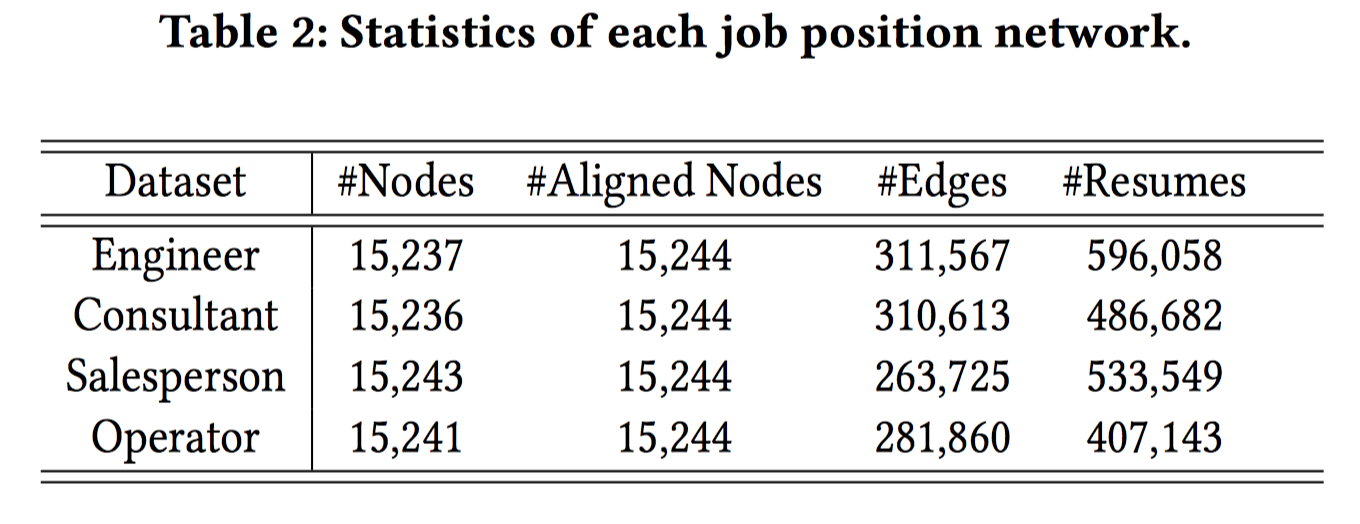 Table 2: Statistics of each job position network.
Dataset #Nodes #Aligned Nodes #Edges #Resumes
Engineer 15,237 15,244 311,567 596,058
Consultant 15,236 15,244 310,613 486,682
Salesperson 15,243 15,244 263,725 533,549
Operator 15,241 15,244 281,860 407,143